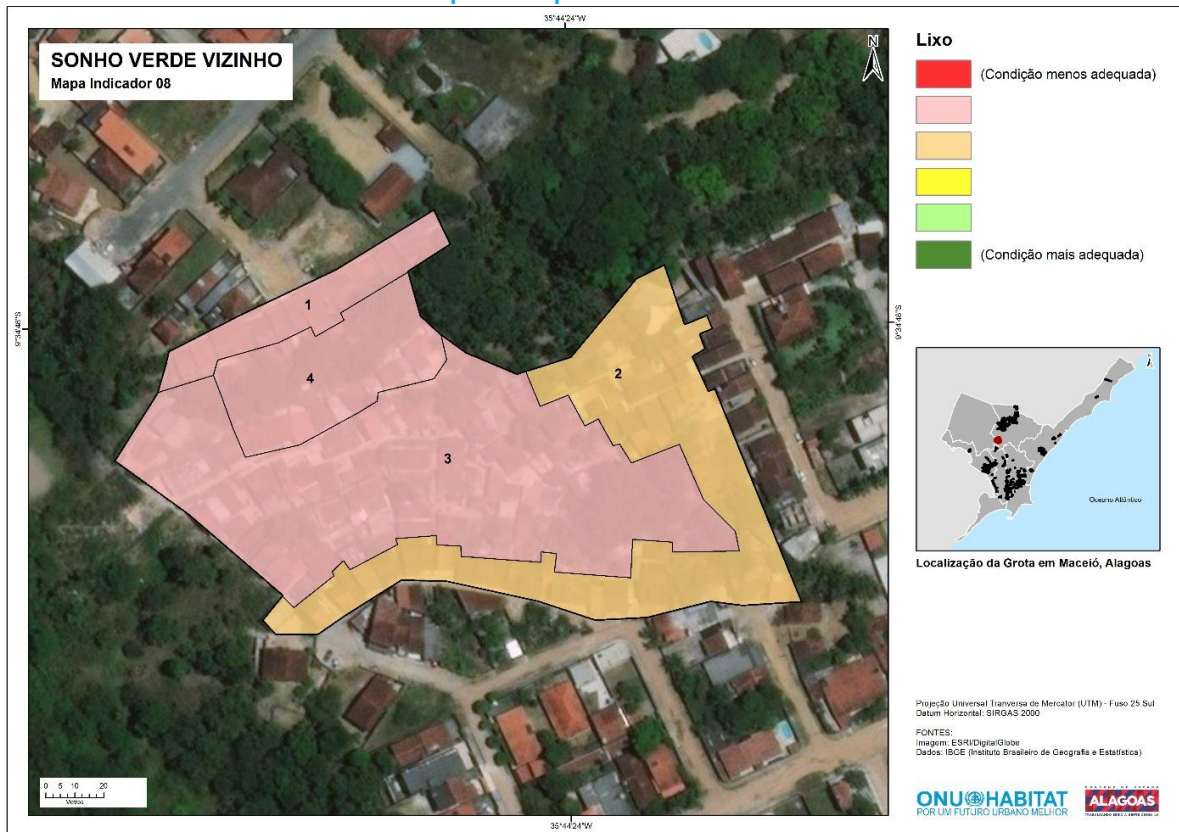 35°44'24"W
SONHO VERDE VIZINHO
Mapa Indicador 08
N
9°34'48"S
9°34'48"S
1
2
3
4
0 5 10 20
Metros
35°44'24"W
Lixo
(Condição menos adequada)
(Condição mais adequada)
Oceano Atlântico
Localização da Grota em Maceió, Alagoas
Projeção Universal Tranversa de Mercator (UTM) - Fuso 25 Sul
Datum Horizontal: SIRGAS 2000
FONTES:
Imagem: ESRI/DigitalGlobe
Dados: IBGE (Instituto Brasileiro de Geografia e Estatística)
ONU HABITAT
POR UM FUTURO URBANO MELHOR
ALAGOAS